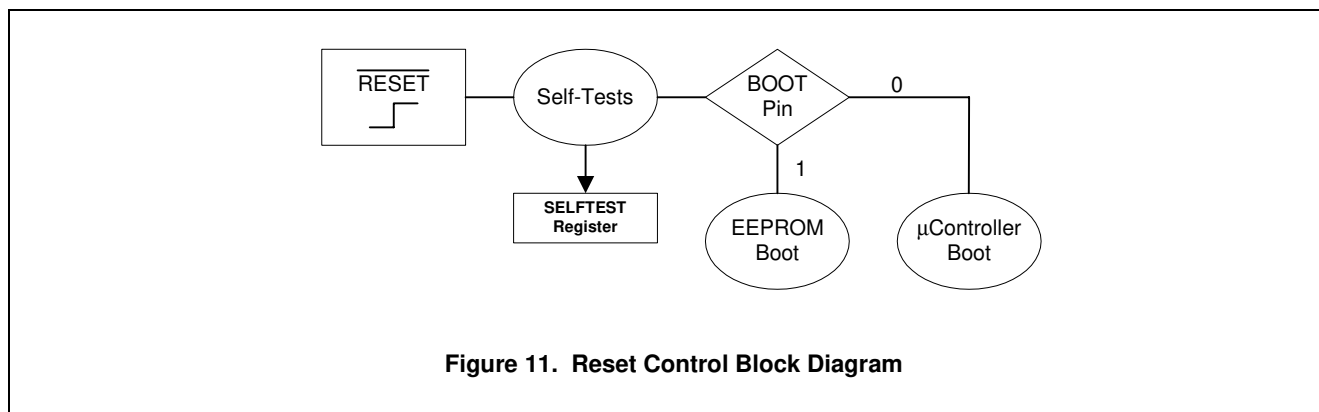 RESET
Self-Tests
BOOT
Pin
0
1
SELFTEST
Register
EEPROM
Boot
µController
Boot
Figure 11. Reset Control Block Diagram